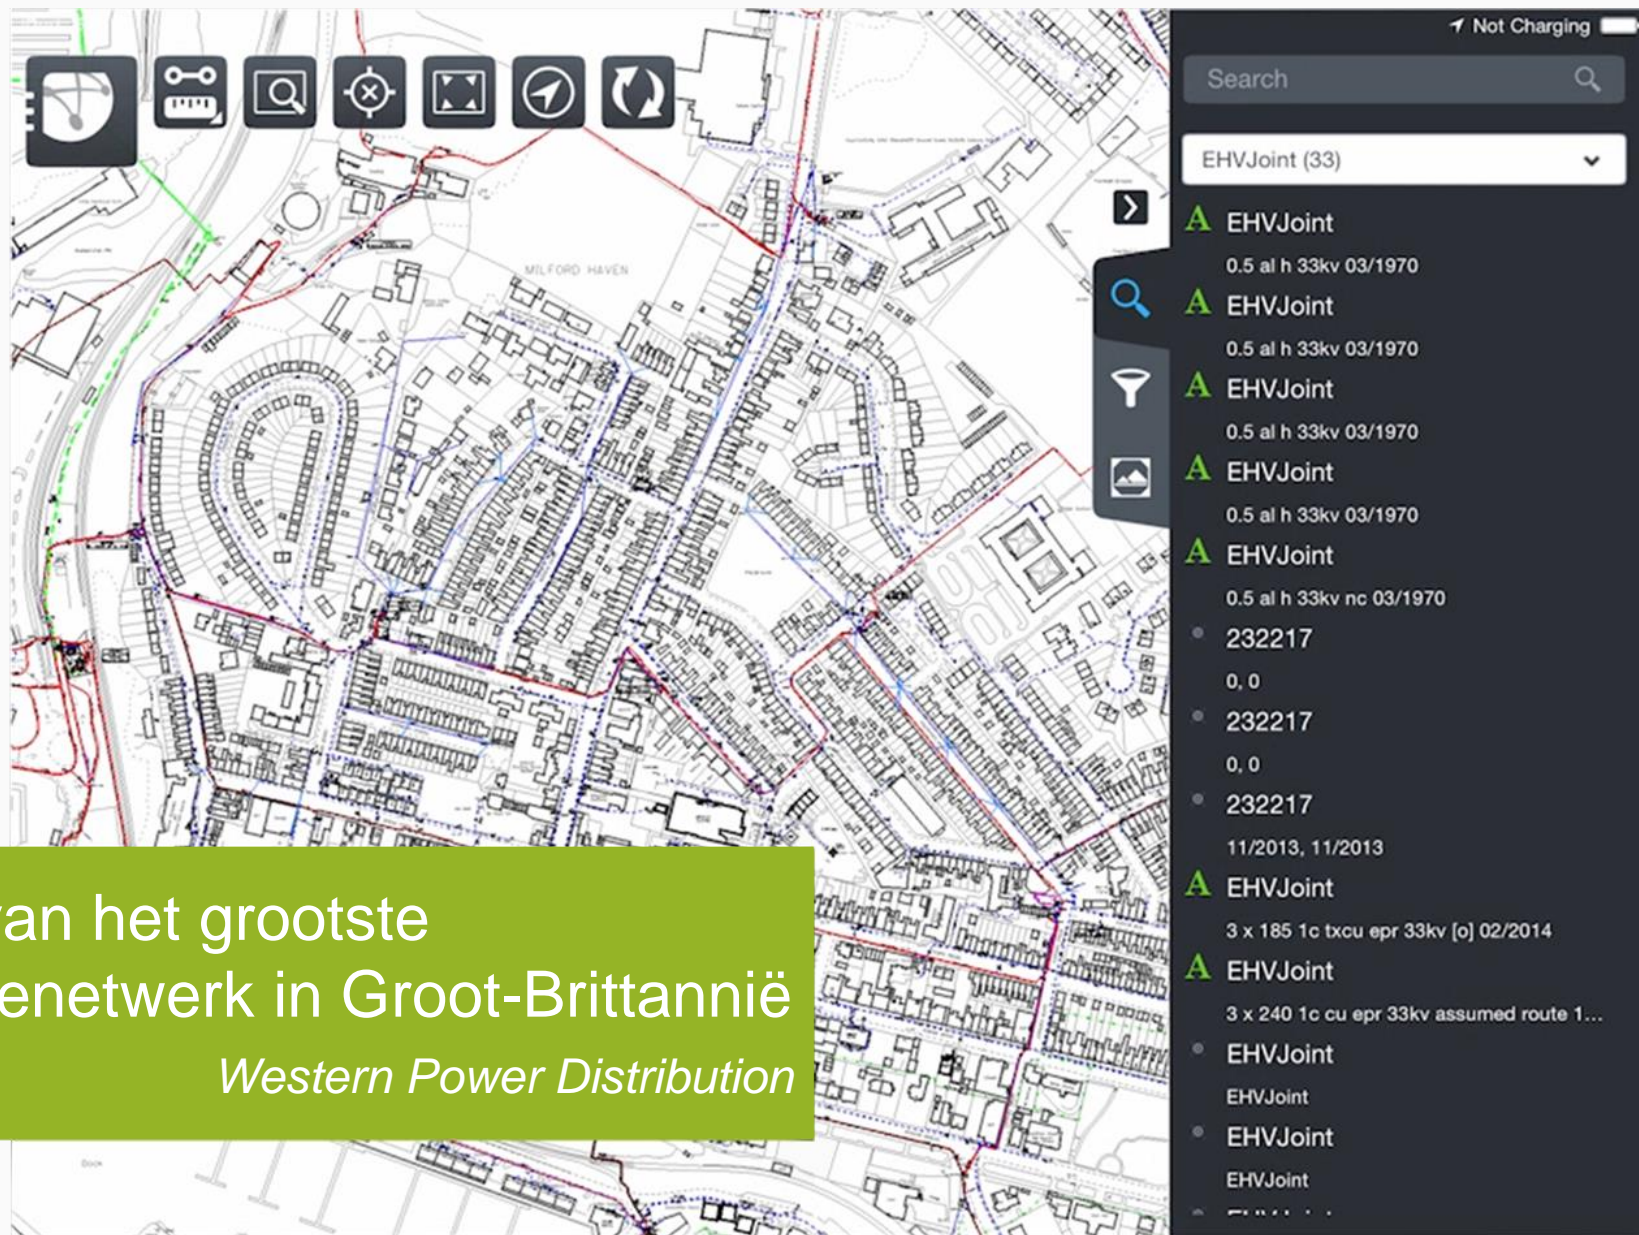 Not Charging
Search
EHVJoint (33)
EHVJoint
0.5 al h 33kv 03/1970
EHVJoint
0.5 al h 33kv 03/1970
EHVJoint
0.5 al h 33kv 03/1970
EHVJoint
0.5 al h 33kv 03/1970
EHVJoint
0.5 al h 33kv nc 03/1970
232217
0, 0
232217
0, 0
232217
11/2013, 11/2013
EHVJoint
3 x 185 1c txcu epr 33kv [o] 02/2014
EHVJoint
3 x 240 1c cu epr 33kv assumed route 1...
EHVJoint
EHVJoint
EHVJoint
EHVJoint
MILFORD HAVEN
van het grootste
enetwerk in Groot-Brittannië
Western Power Distribution
Dock